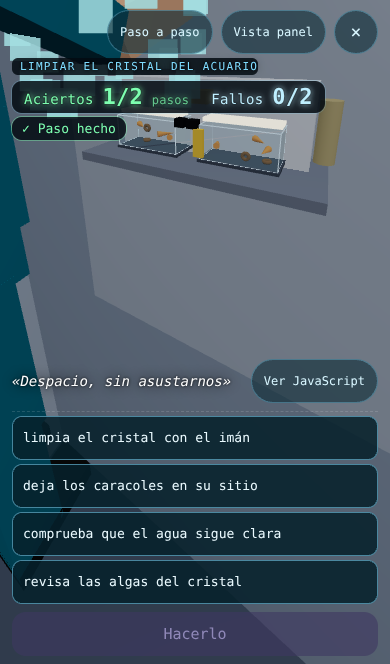 Paso a paso
Vista panel
×
LIMPIAR EL CRISTAL DEL ACUARIO
Aciertos 1/2 pasos Fallos 0/2
✓ Paso hecho
«Despacio, sin asustarnos»
Ver JavaScript
limpia el cristal con el imán
deja los caracoles en su sitio
comprueba que el agua sigue clara
revisa las algas del cristal
Hacerlo